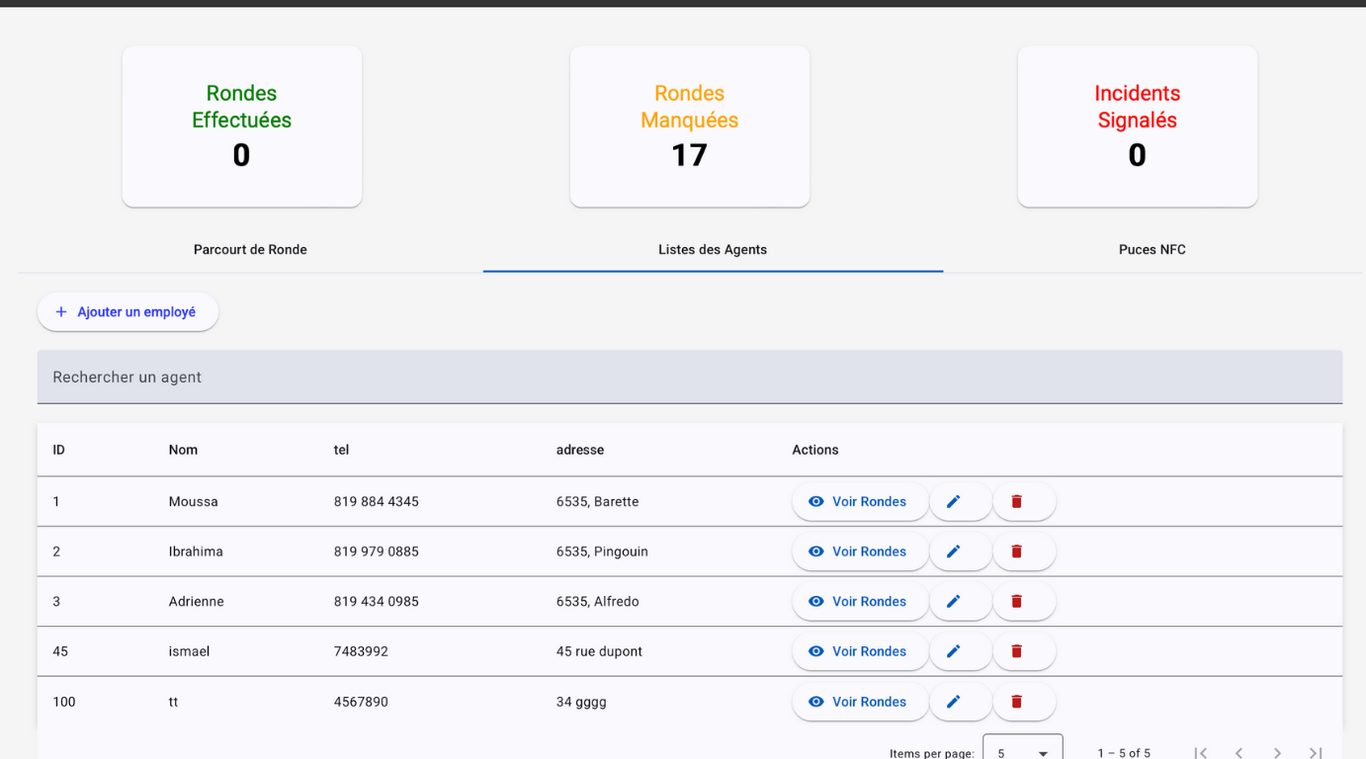 Rondes
Effectuées
0
Rondes
Manquées
17
Incidents
Signalés
0
Parcourt de Ronde
Listes des Agents
Puces NFC
+ Ajouter un employé
Rechercher un agent
ID Nom tel adresse Actions
1 Moussa 819 884 4345 6535, Barette Voir Rondes
2 Ibrahima 819 979 0885 6535, Pingouin Voir Rondes
3 Adrienne 819 434 0985 6535, Alfredo Voir Rondes
45 ismael 7483992 45 rue dupont Voir Rondes
100 tt 4567890 34 gggg Voir Rondes
Items per page: 5 1 – 5 of 5